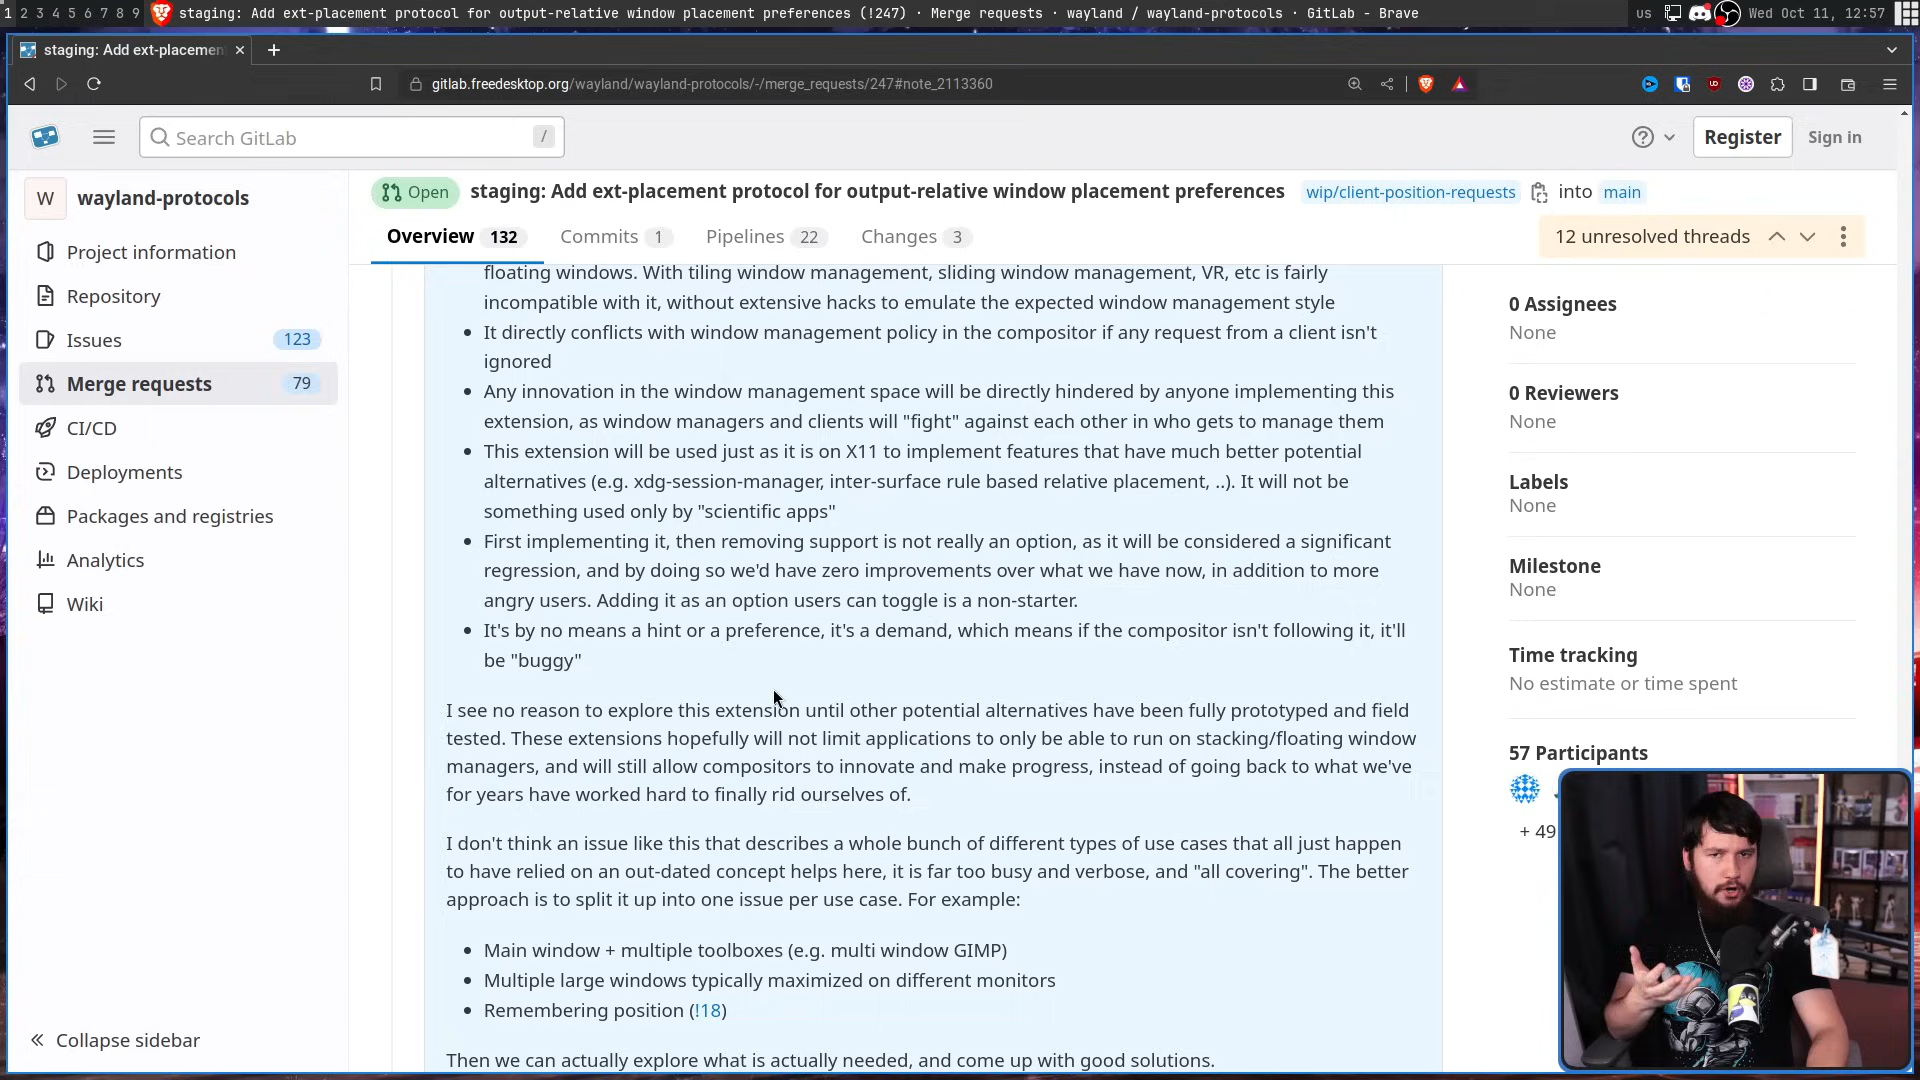 1 2 3 4 5 6 7 8 9 staging: Add ext-placement protocol for output-relative window placement preferences (!247) · Merge requests · wayland / wayland-protocols · GitLab - Brave us Wed Oct 11, 12:57
staging: Add ext-placemen
gitlab.freedesktop.org/wayland/wayland-protocols/-/merge_requests/247#note_2113360
Search GitLab /
Register Sign in
W wayland-protocols
Project information
Repository
Issues 123
Merge requests 79
CI/CD
Deployments
Packages and registries
Analytics
Wiki
Collapse sidebar
Open staging: Add ext-placement protocol for output-relative window placement preferences wip/client-position-requests into main
Overview 132 Commits 1 Pipelines 22 Changes 3
12 unresolved threads
floating windows. With tiling window management, sliding window management, VR, etc is fairly
incompatible with it, without extensive hacks to emulate the expected window management style
• It directly conflicts with window management policy in the compositor if any request from a client isn't
ignored
• Any innovation in the window management space will be directly hindered by anyone implementing this
extension, as window managers and clients will "fight" against each other in who gets to manage them
• This extension will be used just as it is on X11 to implement features that have much better potential
alternatives (e.g. xdg-session-manager, inter-surface rule based relative placement, ..). It will not be
something used only by "scientific apps"
• First implementing it, then removing support is not really an option, as it will be considered a significant
regression, and by doing so we'd have zero improvements over what we have now, in addition to more
angry users. Adding it as an option users can toggle is a non-starter.
• It's by no means a hint or a preference, it's a demand, which means if the compositor isn't following it, it'll
be "buggy"
I see no reason to explore this extension until other potential alternatives have been fully prototyped and field
tested. These extensions hopefully will not limit applications to only be able to run on stacking/floating window
managers, and will still allow compositors to innovate and make progress, instead of going back to what we've
for years have worked hard to finally rid ourselves of.
I don't think an issue like this that describes a whole bunch of different types of use cases that all just happen
to have relied on an out-dated concept helps here, it is far too busy and verbose, and "all covering". The better
approach is to split it up into one issue per use case. For example:
• Main window + multiple toolboxes (e.g. multi window GIMP)
• Multiple large windows typically maximized on different monitors
• Remembering position (!18)
Then we can actually explore what is actually needed, and come up with good solutions.
0 Assignees
None
0 Reviewers
None
Labels
None
Milestone
None
Time tracking
No estimate or time spent
57 Participants
+ 49